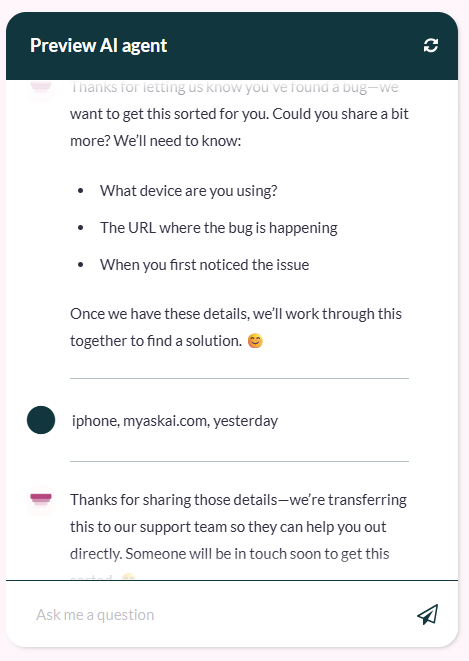 Preview AI agent
Thanks for letting us know you've found a bug—we
want to get this sorted for you. Could you share a bit
more? We'll need to know:
• What device are you using?
• The URL where the bug is happening
• When you first noticed the issue
Once we have these details, we'll work through this
together to find a solution. 😊
iphone, myaskai.com, yesterday
Thanks for sharing those details—we're transferring
this to our support team so they can help you out
directly. Someone will be in touch soon to get this
sorted. 😊
Ask me a question